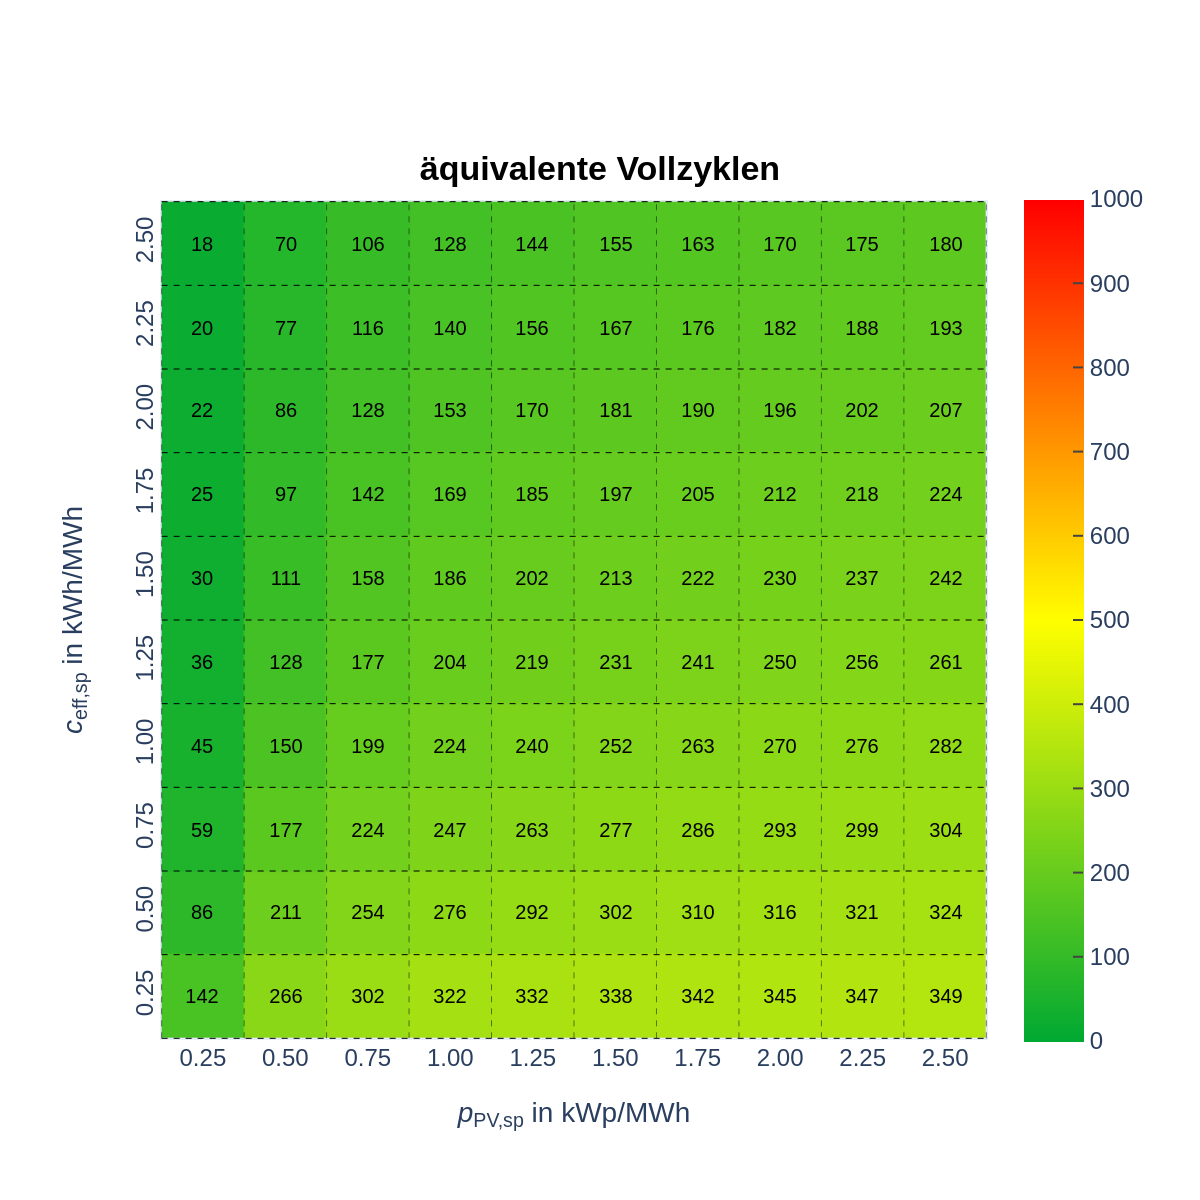 äquivalente Vollzyklen
2.50 18 70 106 128 144 155 163 170 175 180
2.25 20 77 116 140 156 167 176 182 188 193
2.00 22 86 128 153 170 181 190 196 202 207
1.75 25 97 142 169 185 197 205 212 218 224
1.50 30 111 158 186 202 213 222 230 237 242
1.25 36 128 177 204 219 231 241 250 256 261
1.00 45 150 199 224 240 252 263 270 276 282
0.75 59 177 224 247 263 277 286 293 299 304
0.50 86 211 254 276 292 302 310 316 321 324
0.25 142 266 302 322 332 338 342 345 347 349
0.25 0.50 0.75 1.00 1.25 1.50 1.75 2.00 2.25 2.50
pPV,sp in kWp/MWh
ceff,sp in kWh/MWh
1000
900
800
700
600
500
400
300
200
100
0